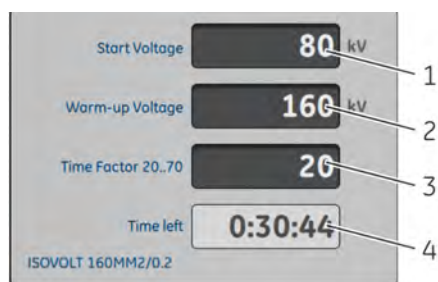 Start Voltage 80 kV
1
Warm-up Voltage 160 kV
2
Time Factor 20..70 20
3
Time left 0:30:44
4
ISOVOLT 160MM2/0.2